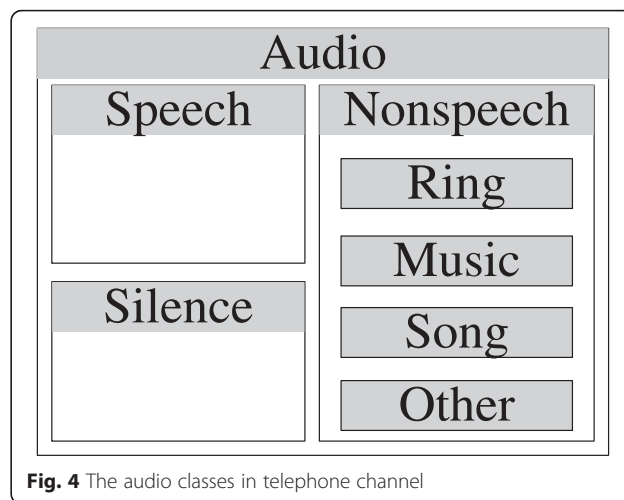 Audio
Speech
Silence
Nonspeech
Ring
Music
Song
Other
Fig. 4 The audio classes in telephone channel